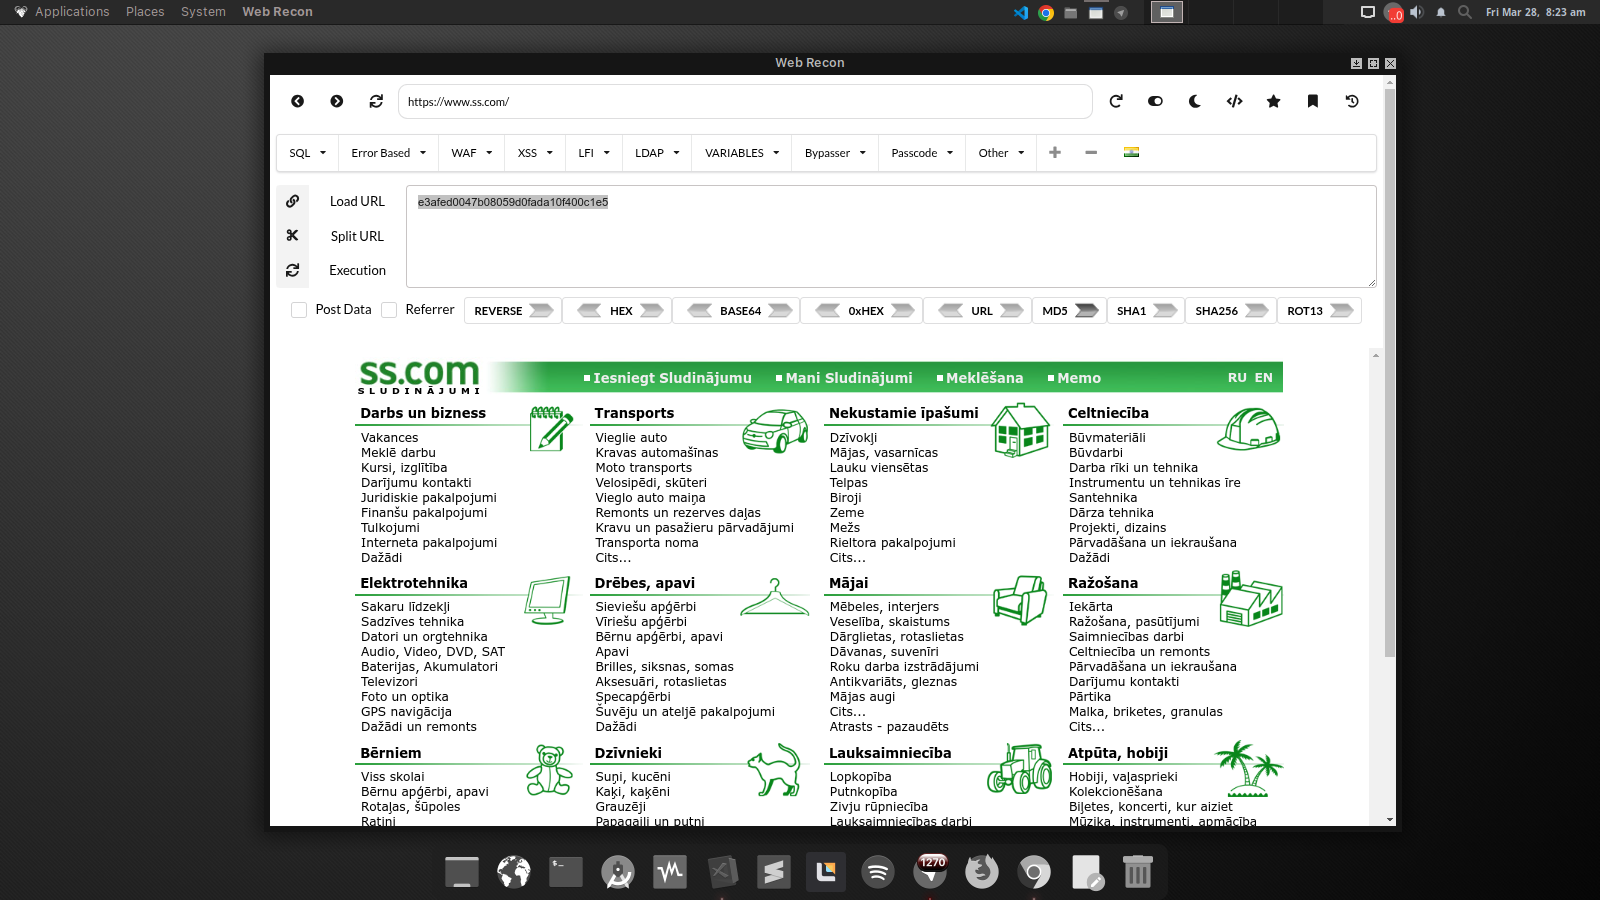 Applications Places System Web Recon
Fri Mar 28, 8:23 am
Web Recon
https://www.ss.com/
SQL Error Based WAF XSS LFI LDAP VARIABLES Bypasser Passcode Other
Load URL
e3afed0047b08059d0fada10f400c1e5
Split URL
Execution
Post Data Referrer REVERSE HEX BASE64 0xHEX URL MD5 SHA1 SHA256 ROT13
ss.com
SLUDINĀJUMI
Iesniegt Sludinājumu Mani Sludinājumi Meklēšana Memo RU EN
Darbs un bizness
Vakances
Meklē darbu
Kursi, izglītība
Darījumu kontakti
Juridiskie pakalpojumi
Finanšu pakalpojumi
Tulkojumi
Interneta pakalpojumi
Dažādi
Transports
Vieglie auto
Kravas automašīnas
Moto transports
Velosipēdi, skūteri
Vieglo auto maiņa
Remonts un rezerves daļas
Kravu un pasažieru pārvadājumi
Transporta noma
Cits...
Nekustamie īpašumi
Dzīvokļi
Mājas, vasarnīcas
Lauku viensētas
Telpas
Biroji
Zeme
Mežs
Rieltora pakalpojumi
Cits...
Celtniecība
Būvmateriāli
Būvdarbi
Darba rīki un tehnika
Instrumentu un tehnikas īre
Santehnika
Dārza tehnika
Projekti, dizains
Pārvadāšana un iekraušana
Dažādi
Elektrotehnika
Sakaru līdzekļi
Sadzīves tehnika
Datori un orgtehnika
Audio, Video, DVD, SAT
Baterijas, Akumulatori
Televizori
Foto un optika
GPS navigācija
Dažādi un remonts
Drēbes, apavi
Sieviešu apģērbi
Vīriešu apģērbi
Bērnu apģērbi, apavi
Apavi
Brilles, siksnas, somas
Aksesuāri, rotaslietas
Specapģērbi
Šuvēju un ateljē pakalpojumi
Dažādi
Mājai
Mēbeles, interjers
Veselība, skaistums
Dārglietas, rotaslietas
Dāvanas, suvenīri
Roku darba izstrādājumi
Antikvariāts, gleznas
Mājas augi
Cits...
Atrasts - pazaudēts
Ražošana
Iekārta
Ražošana, pasūtījumi
Saimniecības darbi
Celtniecība un remonts
Pārvadāšana un iekraušana
Darījumu kontakti
Pārtika
Malka, briketes, granulas
Cits...
Bērniem
Viss skolai
Bērnu apģērbi, apavi
Rotaļas, šūpoles
Ratiņi
Dzīvnieki
Suņi, kucēni
Kaķi, kaķēni
Grauzēji
Papagaiļi un putni
Lauksaimniecība
Lopkopība
Putnkopība
Zivju rūpniecība
Lauksaimniecības darbi
Atpūta, hobiji
Hobiji, vaļasprieki
Kolekcionēšana
Biļetes, koncerti, kur aiziet
Mūzika, instrumenti, apmācība
1270